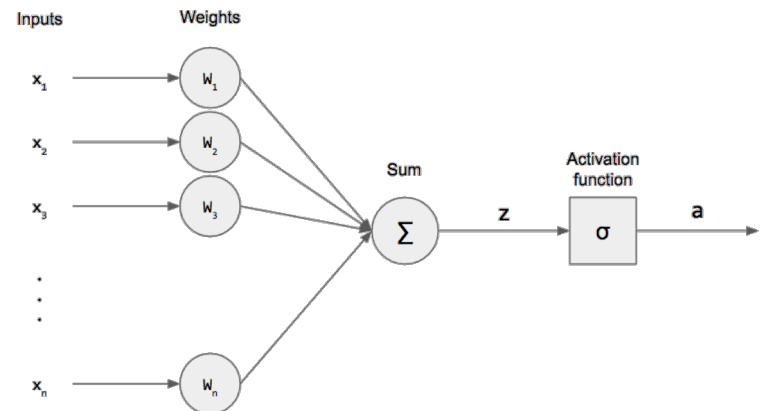 Inputs Weights
x₁ W₁
x₂ W₂
Sum
Activation
function
x₃ W₃
Σ z σ a
.
.
.
xₙ Wₙ